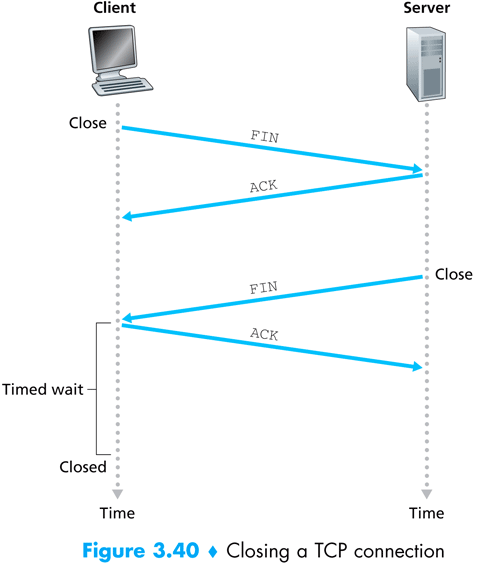 Client
Server
Close
FIN
ACK
Close
FIN
ACK
Timed wait
Closed
Time
Time
Figure 3.40 ♦ Closing a TCP connection